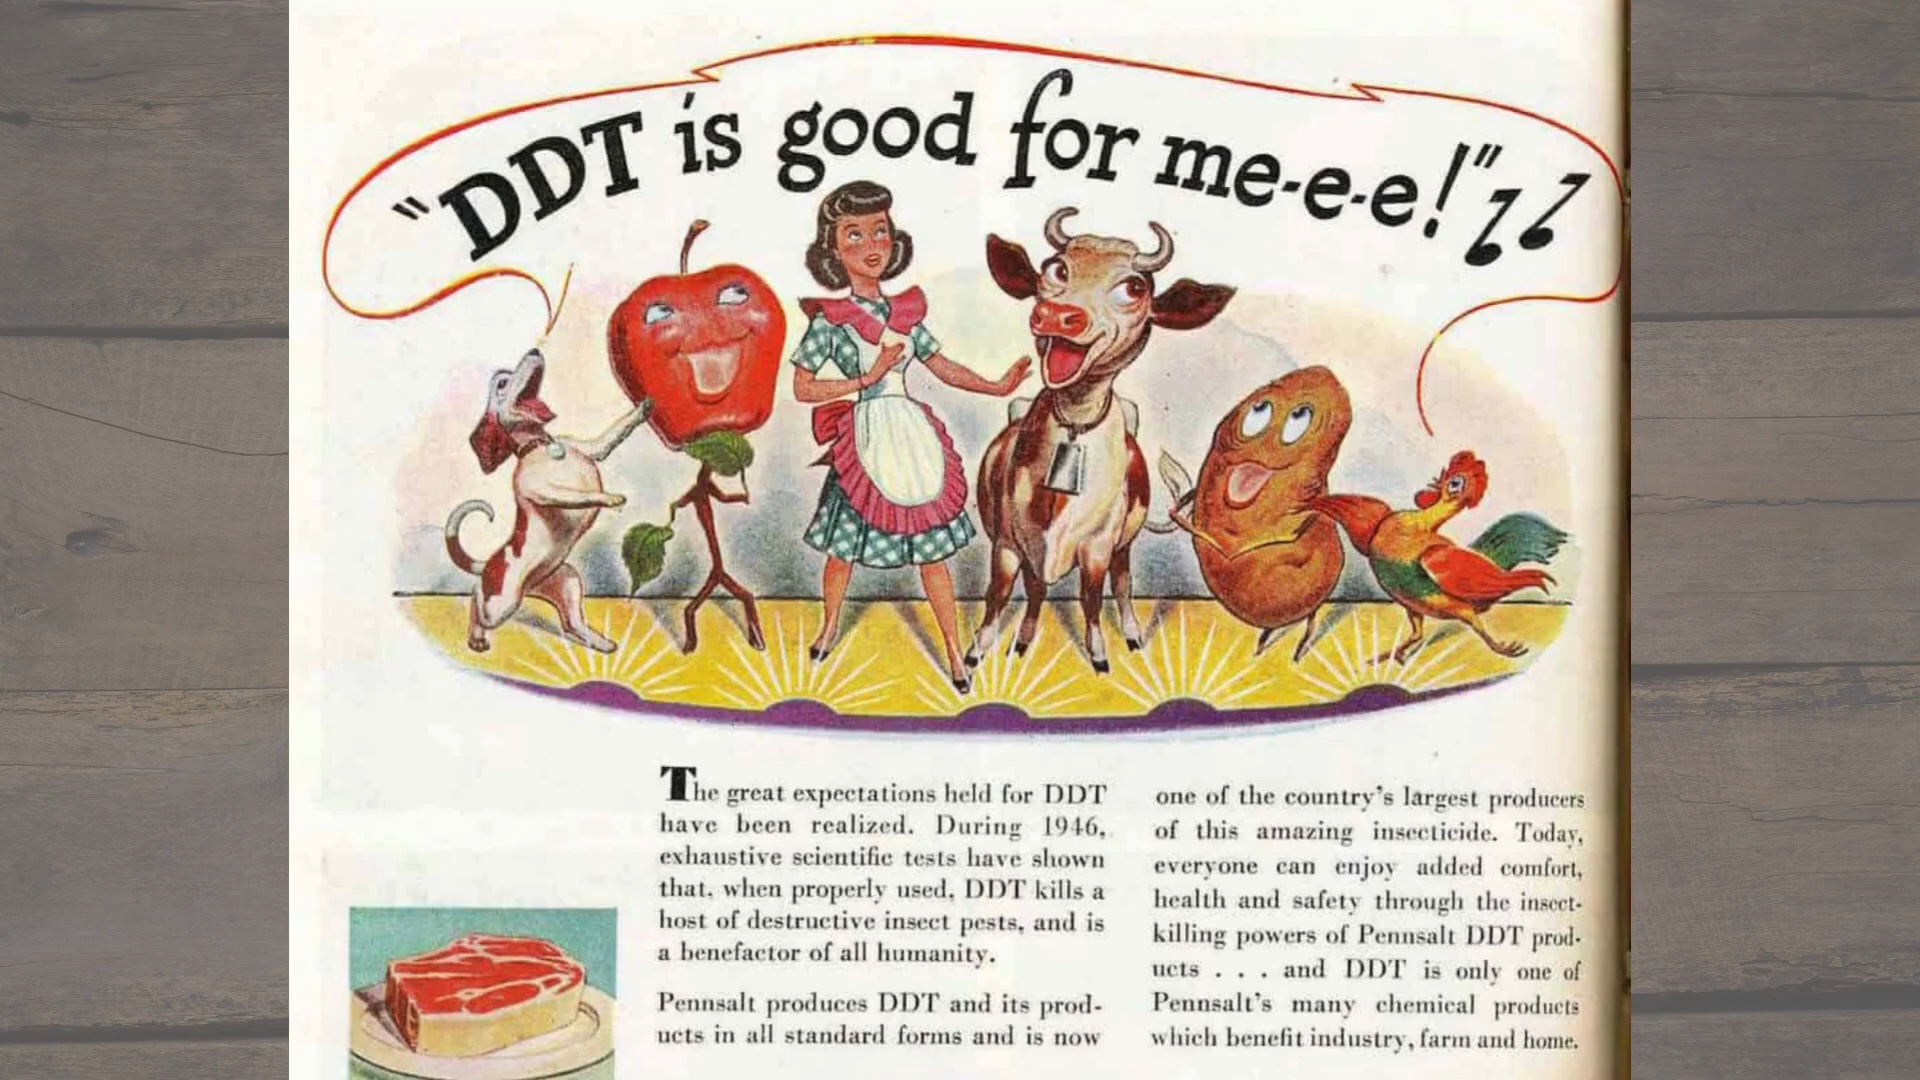 "DDT is good for me-e-e!"
The great expectations held for DDT
have been realized. During 1946,
exhaustive scientific tests have shown
that, when properly used, DDT kills a
host of destructive insect pests, and is
a benefactor of all humanity.
Pennsalt produces DDT and its prod-
ucts in all standard forms and is now
one of the country's largest producers
of this amazing insecticide. Today,
everyone can enjoy added comfort,
health and safety through the insect-
killing powers of Pennsalt DDT prod-
ucts . . . and DDT is only one of
Pennsalt's many chemical products
which benefit industry, farm and home.